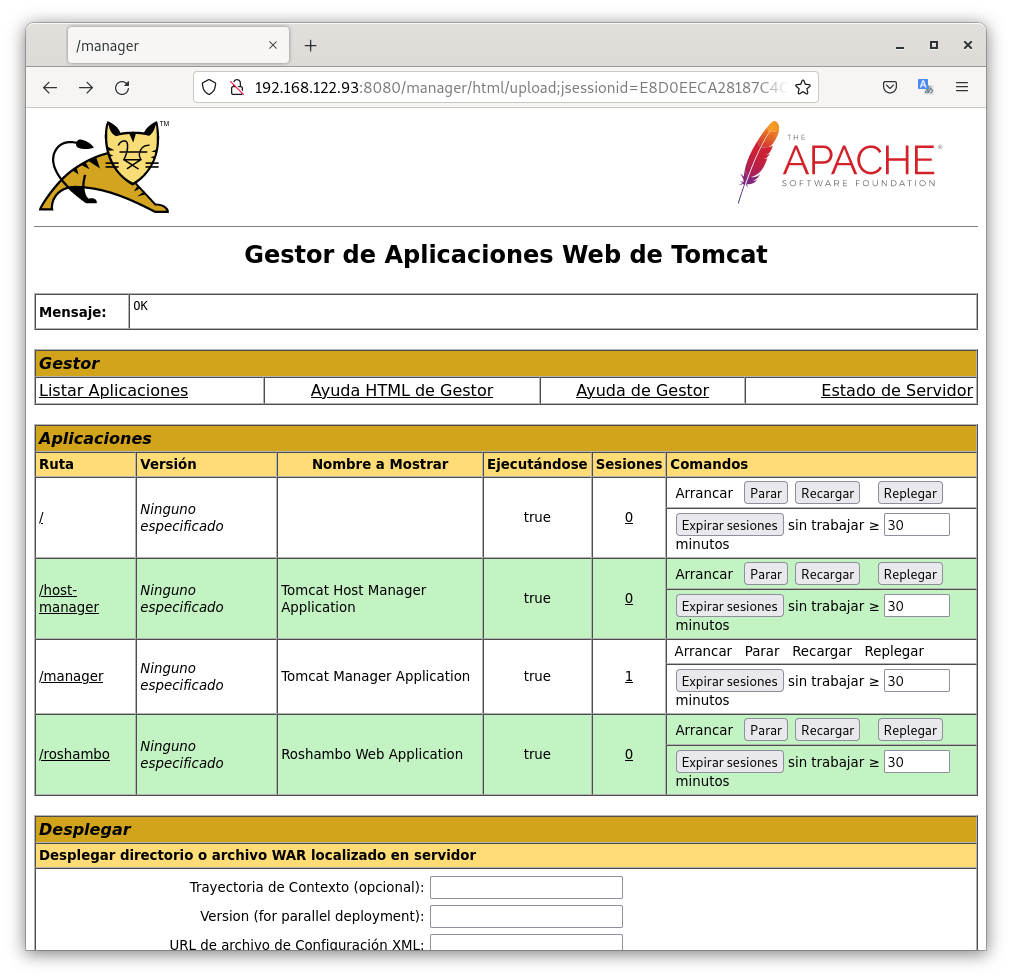 /manager
192.168.122.93:8080/manager/html/upload;jsessionid=E8D0EECA28187C4C
TM
THE
APACHE®
SOFTWARE FOUNDATION
Gestor de Aplicaciones Web de Tomcat
Mensaje: OK
Gestor
Listar Aplicaciones Ayuda HTML de Gestor Ayuda de Gestor Estado de Servidor
Aplicaciones
Ruta Versión Nombre a Mostrar Ejecutándose Sesiones Comandos
/ Ninguno especificado true 0 Arrancar Parar Recargar Replegar
Expirar sesiones sin trabajar ≥ 30
minutos
/host-manager Ninguno especificado Tomcat Host Manager Application true 0 Arrancar Parar Recargar Replegar
Expirar sesiones sin trabajar ≥ 30
minutos
/manager Ninguno especificado Tomcat Manager Application true 1 Arrancar Parar Recargar Replegar
Expirar sesiones sin trabajar ≥ 30
minutos
/roshambo Ninguno especificado Roshambo Web Application true 0 Arrancar Parar Recargar Replegar
Expirar sesiones sin trabajar ≥ 30
minutos
Desplegar
Desplegar directorio o archivo WAR localizado en servidor
Trayectoria de Contexto (opcional):
Version (for parallel deployment):
URL de archivo de Configuración XML: